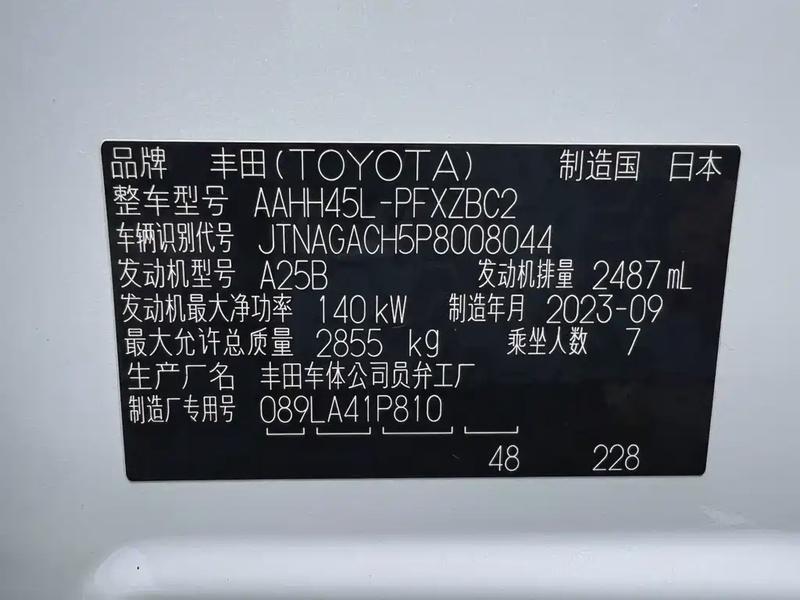 品牌 丰田(TOYOTA) 制造国 日本
整车型号 AAHH45L-PFXZBC2
车辆识别代号 JTNAGACH5P8008044
发动机型号 A25B 发动机排量 2487mL
发动机最大净功率 140kW 制造年月 2023-09
最大允许总质量 2855 kg 乘坐人数 7
生产厂名 丰田车体公司员弁工厂
制造厂专用号 089LA41P810
48 228